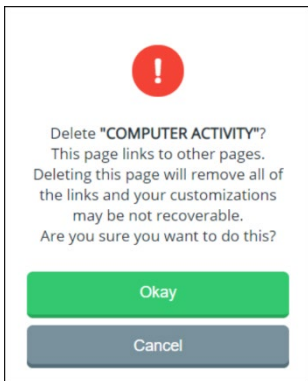 !
Delete "COMPUTER ACTIVITY"?
This page links to other pages.
Deleting this page will remove all of
the links and your customizations
may be not recoverable.
Are you sure you want to do this?
Okay
Cancel